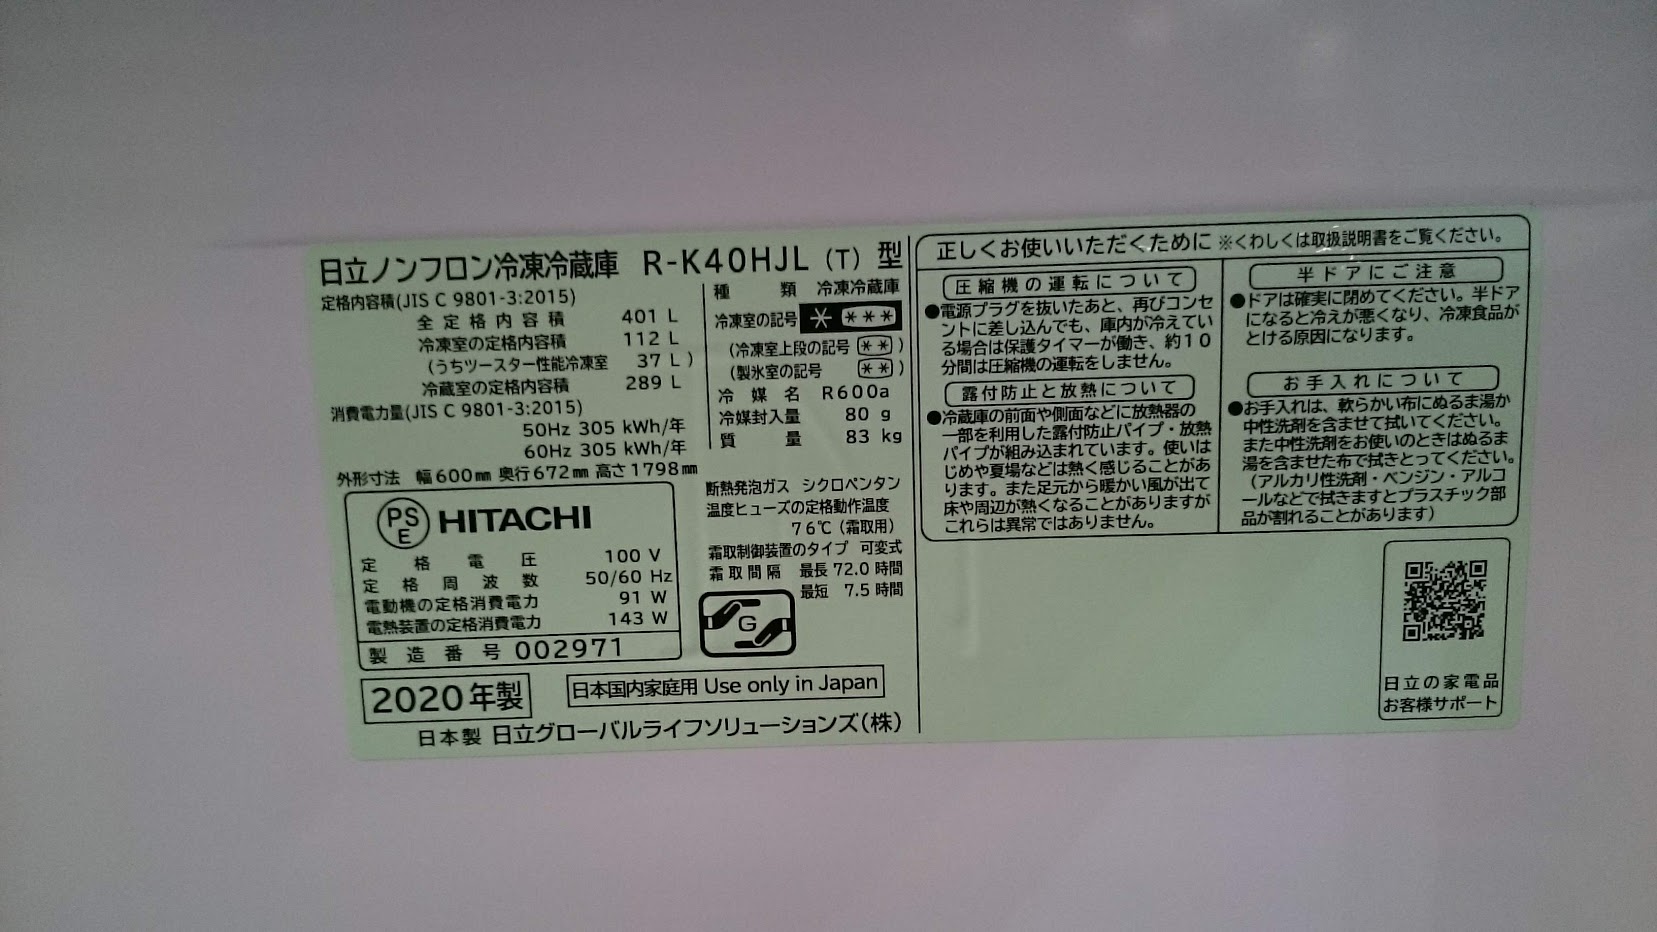 日立ノンフロン冷凍冷蔵庫 R-K40HJL (T) 型
定格内容積(JIS C 9801-3:2015)
全定格内容積 401 L
冷凍室の定格内容積 112 L
(うちツースター性能冷凍室 37 L)
冷蔵室の定格内容積 289 L
消費電力量(JIS C 9801-3:2015)
50Hz 305 kWh/年
60Hz 305 kWh/年
外形寸法 幅600mm 奥行672mm 高さ1798mm
PS
E
HITACHI
定格電圧 100 V
定格周波数 50/60 Hz
電動機の定格消費電力 91 W
電熱装置の定格消費電力 143 W
製造番号 002971
2020年製
日本国内家庭用 Use only in Japan
日本製 日立グローバルライフソリューションズ(株)
種類 冷凍冷蔵庫
冷凍室の記号 * ***
(冷凍室上段の記号 **)
(製氷室の記号 **)
冷媒名 R600a
冷媒封入量 80 g
質量 83 kg
断熱発泡ガス シクロペンタン
温度ヒューズの定格動作温度
76℃(霜取用)
霜取制御装置のタイプ 可変式
霜取間隔 最長 72.0 時間
最短 7.5 時間
G
正しくお使いいただくために ※くわしくは取扱説明書をご覧ください。
圧縮機の運転について
●電源プラグを抜いたあと、再びコンセ
ントに差し込んでも、庫内が冷えてい
る場合は保護タイマーが働き、約10
分間は圧縮機の運転をしません。
露付防止と放熱について
●冷蔵庫の前面や側面などに放熱器の
一部を利用した露付防止パイプ・放熱
パイプが組み込まれています。使いは
じめや夏場などは熱く感じることがあ
ります。また足元から暖かい風が出て
床や周辺が熱くなることがありますが
これらは異常ではありません。
半ドアにご注意
●ドアは確実に閉めてください。半ドア
になると冷えが悪くなり、冷凍食品が
とける原因になります。
お手入れについて
●お手入れは、軟らかい布にぬるま湯か
中性洗剤を含ませて拭いてください。
また中性洗剤をお使いのときはぬるま
湯を含ませた布で拭きとってください。
(アルカリ性洗剤・ベンジン・アルコ
ールなどで拭きますとプラスチック部
品が割れることがあります)
日立の家電品
お客様サポート